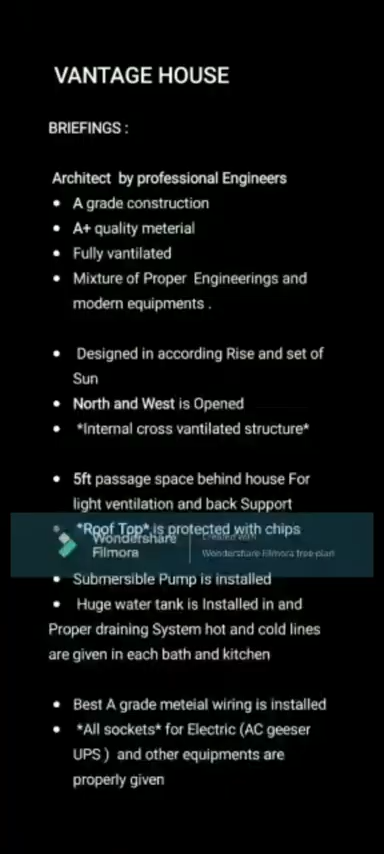 VANTAGE HOUSE
BRIEFINGS :
Architect by professional Engineers
• A grade construction
• A+ quality meterial
• Fully vantilated
• Mixture of Proper Engineerings and
modern equipments .
• Designed in according Rise and set of
Sun
• North and West is Opened
• *Internal cross vantilated structure*
• 5ft passage space behind house For
light ventilation and back Support
• *Roof Top* is protected with chips
Wondershare
Filmora
Created with
Wondershare Filmora free plan
• Submersible Pump is installed
• Huge water tank is Installed in and
Proper draining System hot and cold lines
are given in each bath and kitchen
• Best A grade meteial wiring is installed
• *All sockets* for Electric (AC geeser
UPS ) and other equipments are
properly given